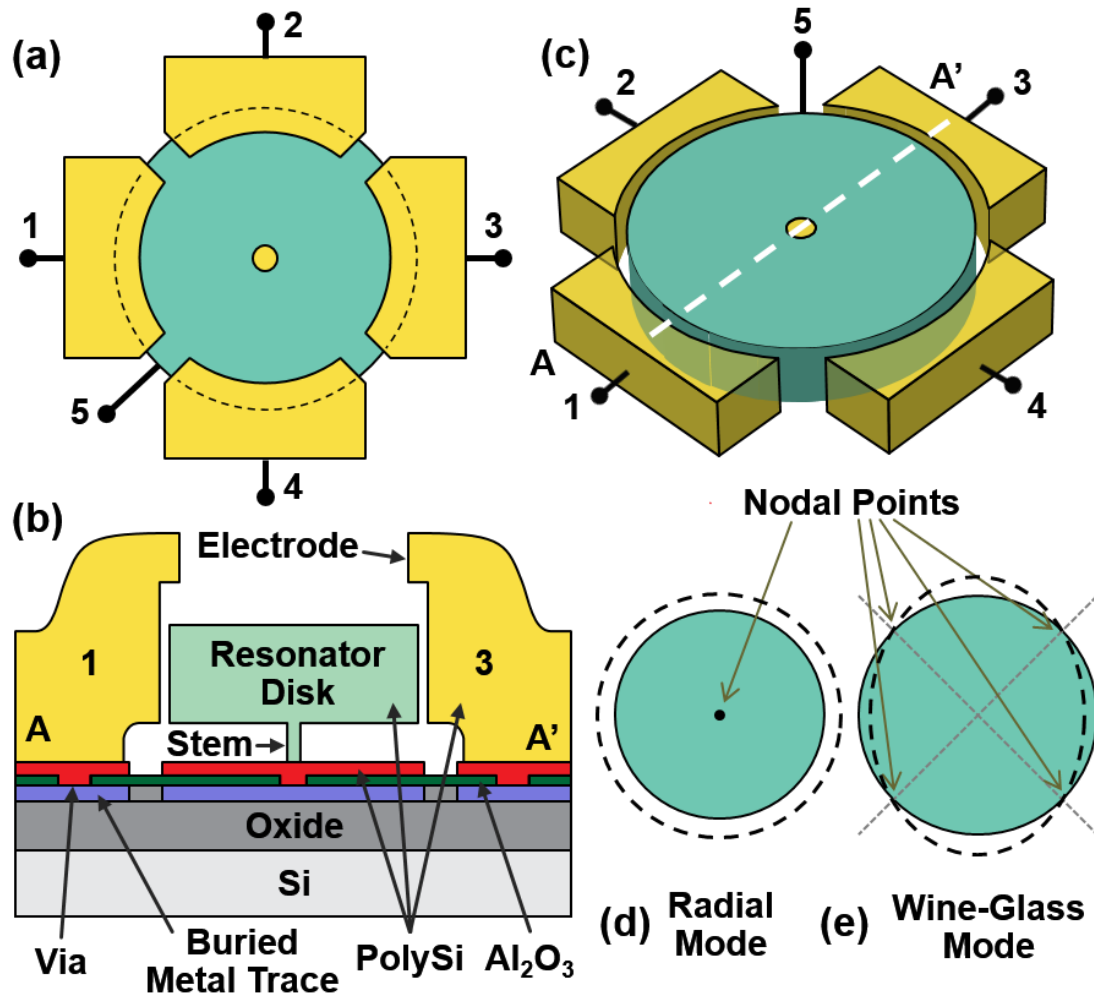 (a)
2
1
3
5
4
(c)
5
A'
2
3
A
1
4
(b)
Electrode
1
Resonator
Disk
3
A
Stem
A'
Oxide
Si
Via
Buried
Metal Trace
PolySi
Al₂O₃
Nodal Points
(d)
Radial
Mode
(e)
Wine-Glass
Mode